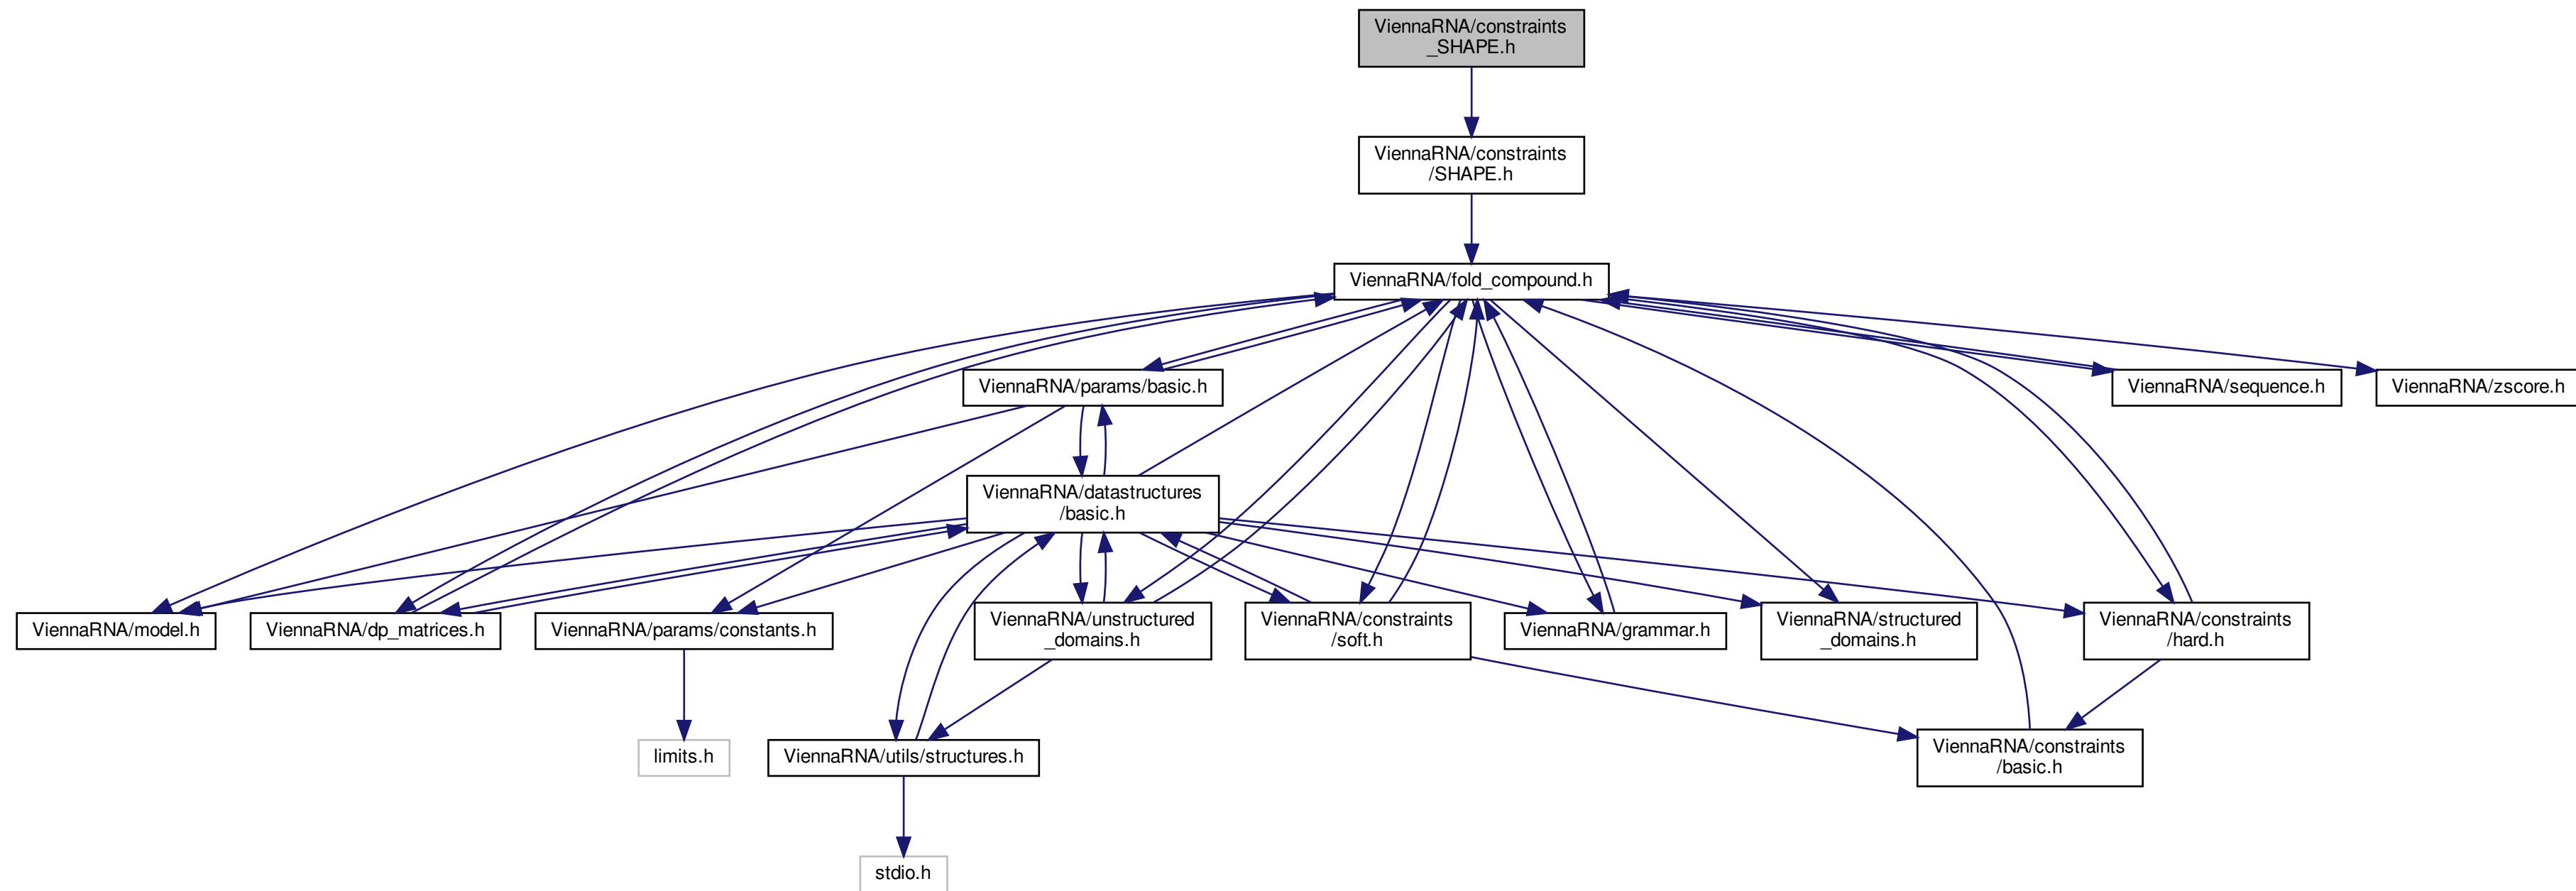 ViennaRNA/constraints
_SHAPE.h
ViennaRNA/constraints
/SHAPE.h
ViennaRNA/fold_compound.h
ViennaRNA/params/basic.h
ViennaRNA/sequence.h
ViennaRNA/zscore.h
ViennaRNA/datastructures
/basic.h
ViennaRNA/model.h
ViennaRNA/dp_matrices.h
ViennaRNA/params/constants.h
ViennaRNA/unstructured
_domains.h
ViennaRNA/constraints
/soft.h
ViennaRNA/grammar.h
ViennaRNA/structured
_domains.h
ViennaRNA/constraints
/hard.h
limits.h
ViennaRNA/utils/structures.h
ViennaRNA/constraints
/basic.h
stdio.h